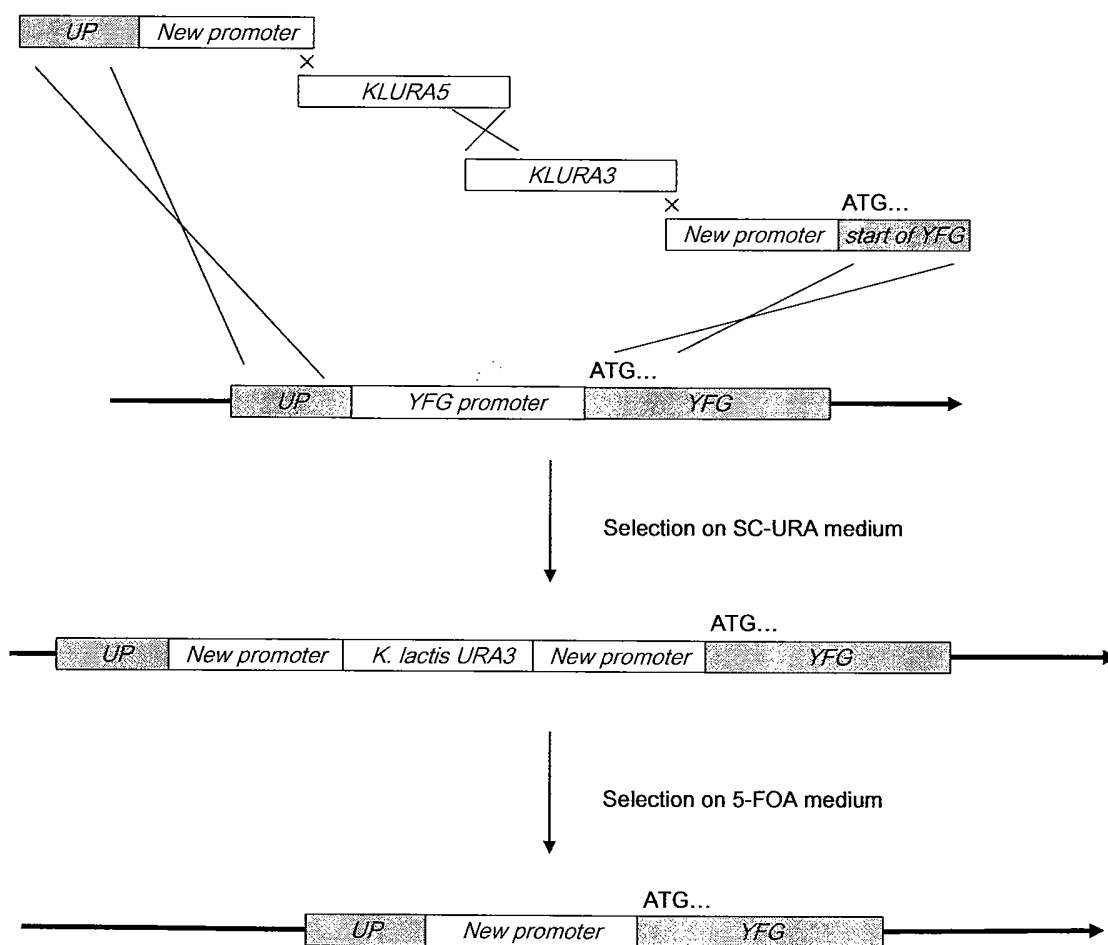 UP New promoter
KLURA5
KLURA3
ATG...
New promoter start of YFG
ATG...
UP YFG promoter YFG
Selection on SC-URA medium
ATG...
UP New promoter K. lactis URA3 New promoter YFG
Selection on 5-FOA medium
ATG...
UP New promoter YFG